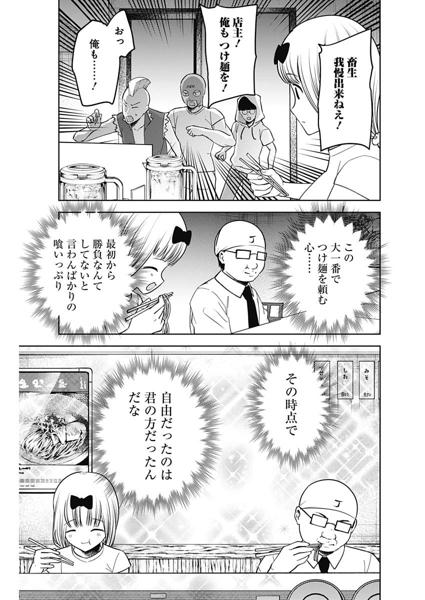 畜生
我慢出来ねえ！
店主！
俺もつけ麺を！
おっ
俺も……！
この
大一番で
つけ麺を頼む
心……
最初から
勝負なんて
してないと
言わんばかりの
喰いっぷり
J
その時点で
自由だったのは
君の方だったん
だな
みそ
しお
J